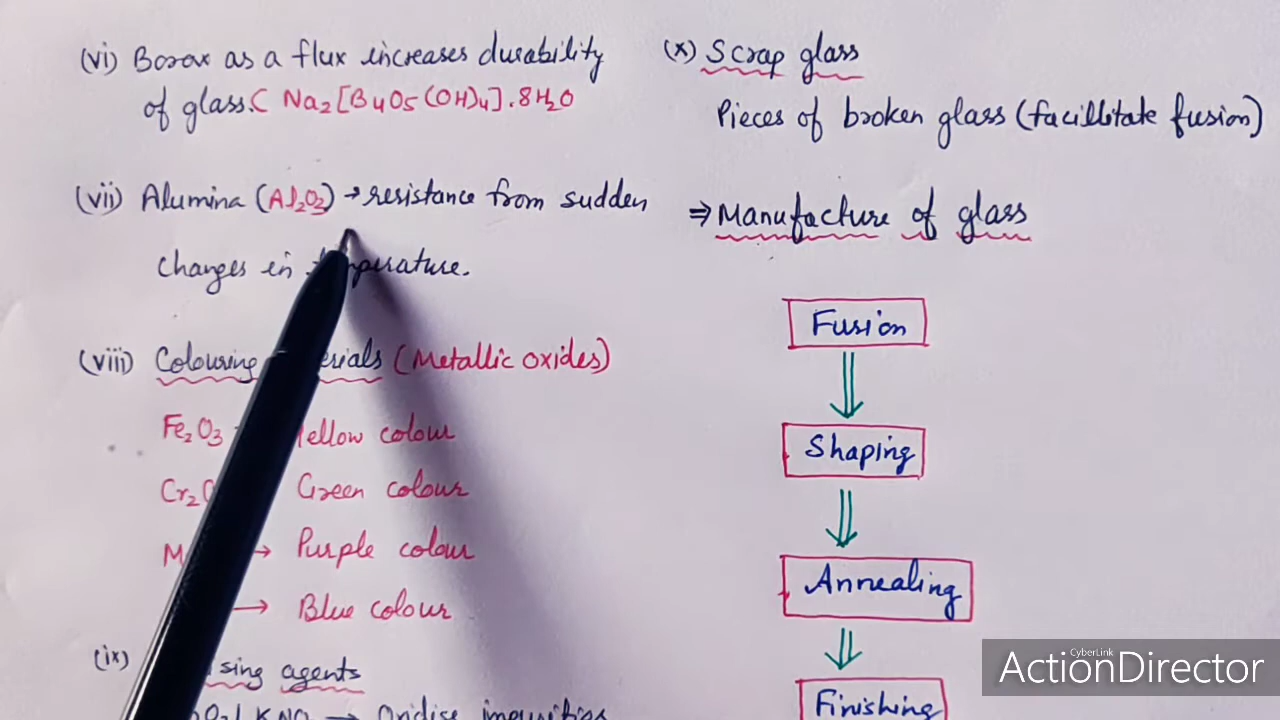 (vi) Borax as a flux increases durability
of glass. ( Na2[B4O5(OH)4].8H2O
(vii) Alumina (Al2O3) → resistance from sudden
changes in temperature.
(viii) Colouring (Metallic oxides)
Fe2O3 Yellow colour
Green colour
→ Purple colour
→ Blue colour
(ix) agents
→ Oxidise impurities
(x) Scrap glass
Pieces of broken glass (facilitate fusion)
⇒ Manufacture of glass
Fusion
Shaping
Annealing
Finishing
CyberLink
ActionDirector